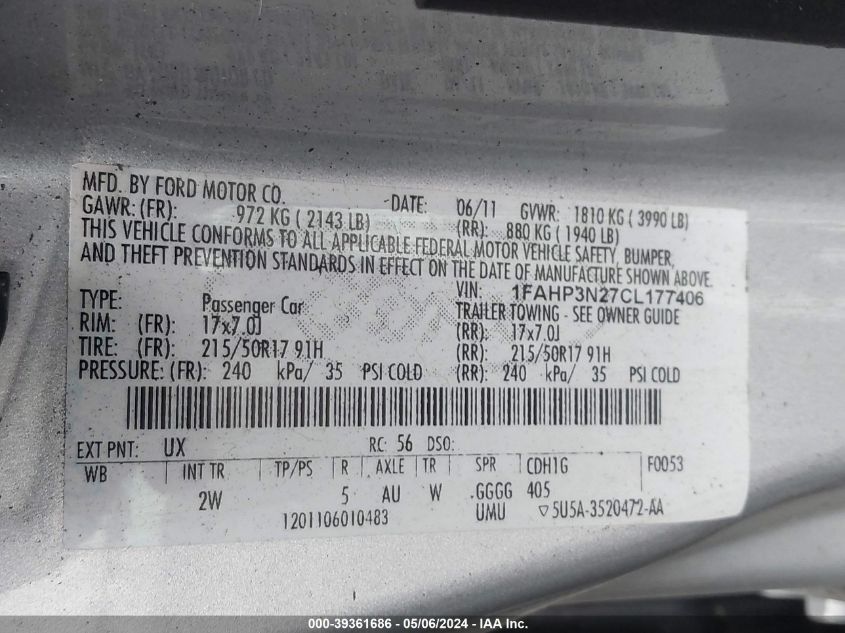 MFD. BY FORD MOTOR CO. DATE: 06/11 GVWR: 1810 KG ( 3990 LB)
GAWR: (FR): 972 KG ( 2143 LB) (RR): 880 KG ( 1940 LB)
THIS VEHICLE CONFORMS TO ALL APPLICABLE FEDERAL MOTOR VEHICLE SAFETY, BUMPER,
AND THEFT PREVENTION STANDARDS IN EFFECT ON THE DATE OF MANUFACTURE SHOWN ABOVE.
VIN: 1FAHP3N27CL177406
TYPE: Passenger Car TRAILER TOWING - SEE OWNER GUIDE
RIM: (FR): 17x7.0J (RR): 17x7.0J
TIRE: (FR): 215/50R17 91H (RR): 215/50R17 91H
PRESSURE: (FR): 240 kPa/ 35 PSI COLD (RR): 240 kPa/ 35 PSI COLD
EXT PNT: UX RC: 56 DSO:
WB INT TR TP/PS R AXLE TR SPR CDH1G F0053
2W 5 AU W .GGGG 405
1201106010483 UMU ▽5U5A-3520472-AA
000-39361686 - 05/06/2024 - IAA Inc.